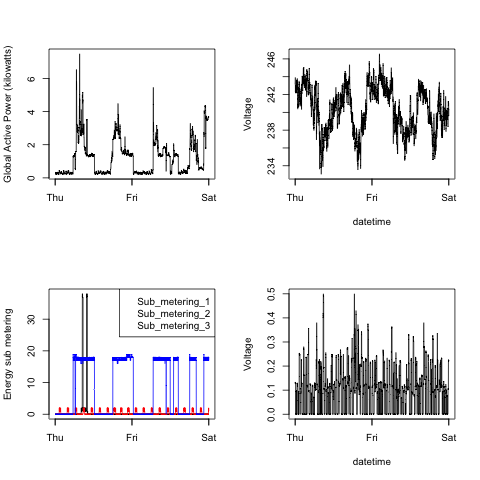 Global Active Power (kilowatts)
0 2 4 6
Thu Fri Sat
Voltage
234 238 242 246
Thu Fri Sat
datetime
Energy sub metering
0 10 20 30
Sub_metering_1
Sub_metering_2
Sub_metering_3
Thu Fri Sat
Voltage
0.0 0.1 0.2 0.3 0.4 0.5
Thu Fri Sat
datetime